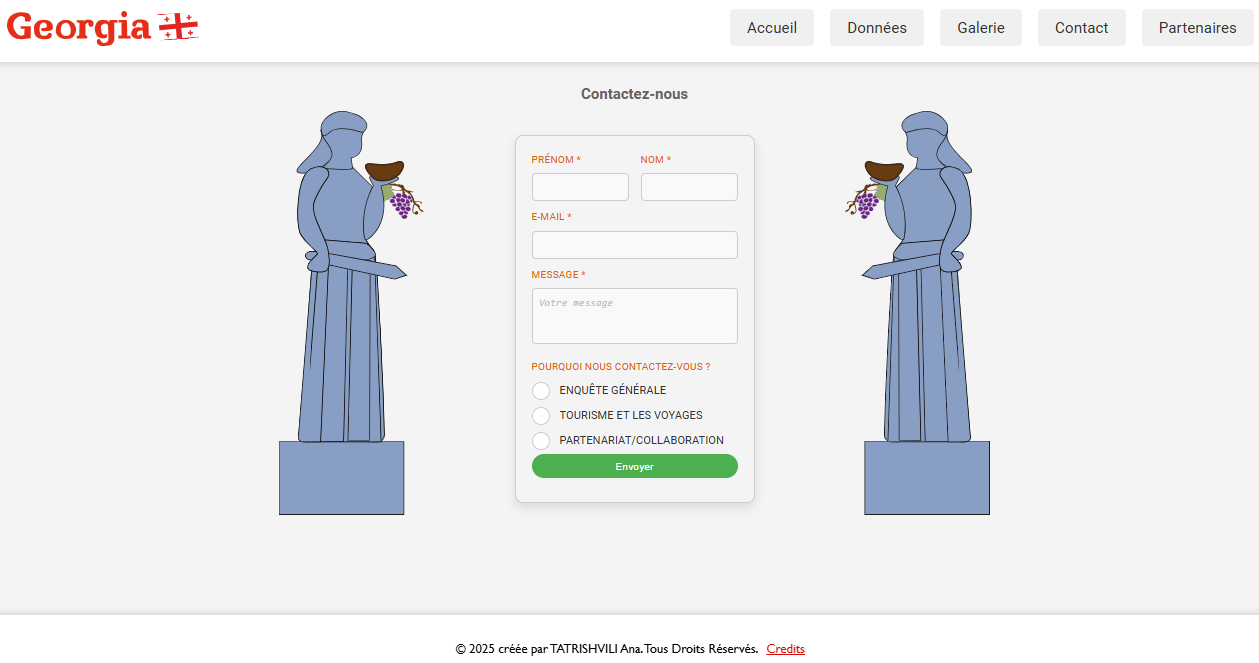 Georgia
Accueil Données Galerie Contact Partenaires
Contactez-nous
PRÉNOM * NOM *
E-MAIL *
MESSAGE *
Votre message
POURQUOI NOUS CONTACTEZ-VOUS ?
ENQUÊTE GÉNÉRALE
TOURISME ET LES VOYAGES
PARTENARIAT/COLLABORATION
Envoyer
© 2025 créée par TATRISHVILI Ana. Tous Droits Réservés. Credits